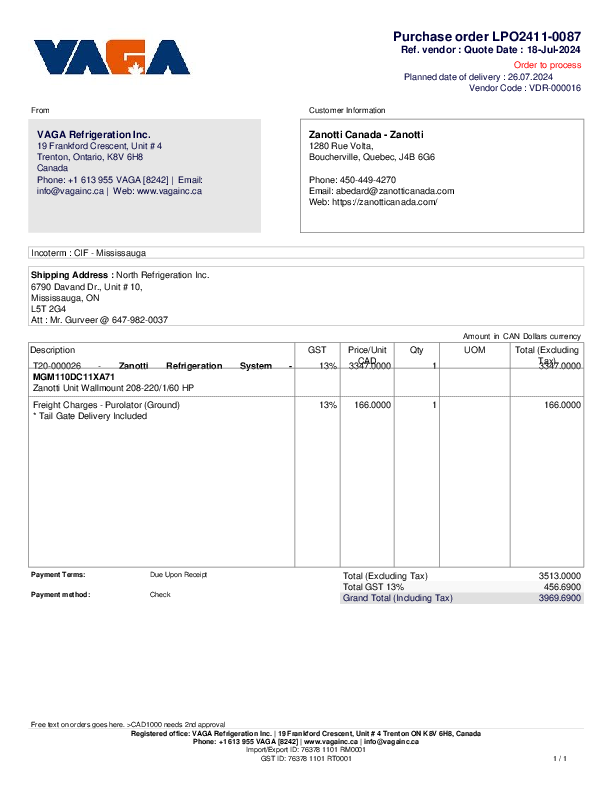 VAGA
Purchase order LPO2411-0087
Ref. vendor : Quote Date : 18-Jul-2024
Order to process
Planned date of delivery : 26.07.2024
Vendor Code : VDR-000016
From
Customer Information
VAGA Refrigeration Inc.
19 Frankford Crescent, Unit # 4
Trenton, Ontario, K8V 6H8
Canada
Phone: +1 613 955 VAGA [8242] | Email:
info@vagainc.ca | Web: www.vagainc.ca
Zanotti Canada - Zanotti
1280 Rue Volta,
Boucherville, Quebec, J4B 6G6
Phone: 450-449-4270
Email: abedard@zanotticanada.com
Web: https://zanotticanada.com/
Incoterm : CIF - Mississauga
Shipping Address : North Refrigeration Inc.
6790 Davand Dr., Unit # 10,
Mississauga, ON
L5T 2G4
Att : Mr. Gurveer @ 647-982-0037
Amount in CAN Dollars currency
Description GST Price/Unit CAD Qty UOM Total (Excluding Tax)
T20-000026 - Zanotti Refrigeration System - 13% 3347.0000 1 3347.0000
MGM110DC11XA71
Zanotti Unit Wallmount 208-220/1/60 HP
Freight Charges - Purolator (Ground) 13% 166.0000 1 166.0000
* Tail Gate Delivery Included
Payment Terms: Due Upon Receipt
Payment method: Check
Total (Excluding Tax) 3513.0000
Total GST 13% 456.6900
Grand Total (Including Tax) 3969.6900
Free text on orders goes here. >CAD1000 needs 2nd approval
Registered office: VAGA Refrigeration Inc. | 19 Frankford Crescent, Unit # 4 Trenton ON K8V 6H8, Canada
Phone: +1 613 955 VAGA [8242] | www.vagainc.ca | info@vagainc.ca
Import/Export ID: 76378 1101 RM0001
GST ID: 76378 1101 RT0001
1 / 1